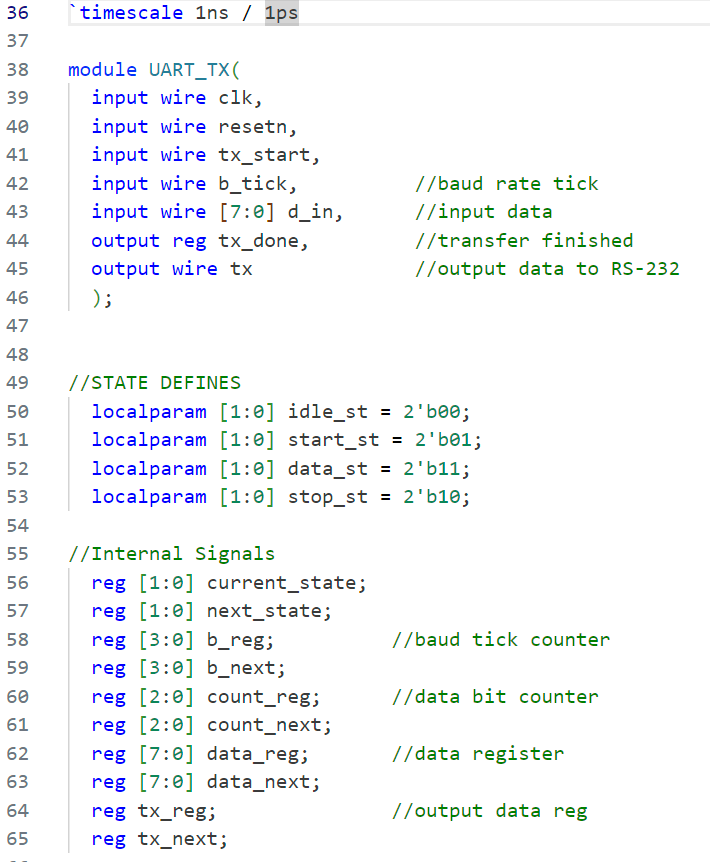 36 `timescale 1ns / 1ps
37
38 module UART_TX(
39 input wire clk,
40 input wire resetn,
41 input wire tx_start,
42 input wire b_tick, //baud rate tick
43 input wire [7:0] d_in, //input data
44 output reg tx_done, //transfer finished
45 output wire tx //output data to RS-232
46 );
47
48
49 //STATE DEFINES
50 localparam [1:0] idle_st = 2'b00;
51 localparam [1:0] start_st = 2'b01;
52 localparam [1:0] data_st = 2'b11;
53 localparam [1:0] stop_st = 2'b10;
54
55 //Internal Signals
56 reg [1:0] current_state;
57 reg [1:0] next_state;
58 reg [3:0] b_reg; //baud tick counter
59 reg [3:0] b_next;
60 reg [2:0] count_reg; //data bit counter
61 reg [2:0] count_next;
62 reg [7:0] data_reg; //data register
63 reg [7:0] data_next;
64 reg tx_reg; //output data reg
65 reg tx_next;